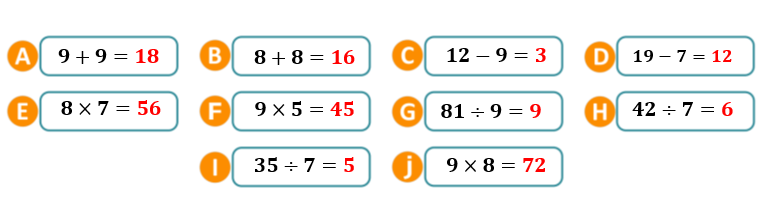 A 9 + 9 = 18 B 8 + 8 = 16 C 12 − 9 = 3 D 19 − 7 = 12
E 8 × 7 = 56 F 9 × 5 = 45 G 81 ÷ 9 = 9 H 42 ÷ 7 = 6
I 35 ÷ 7 = 5 j 9 × 8 = 72